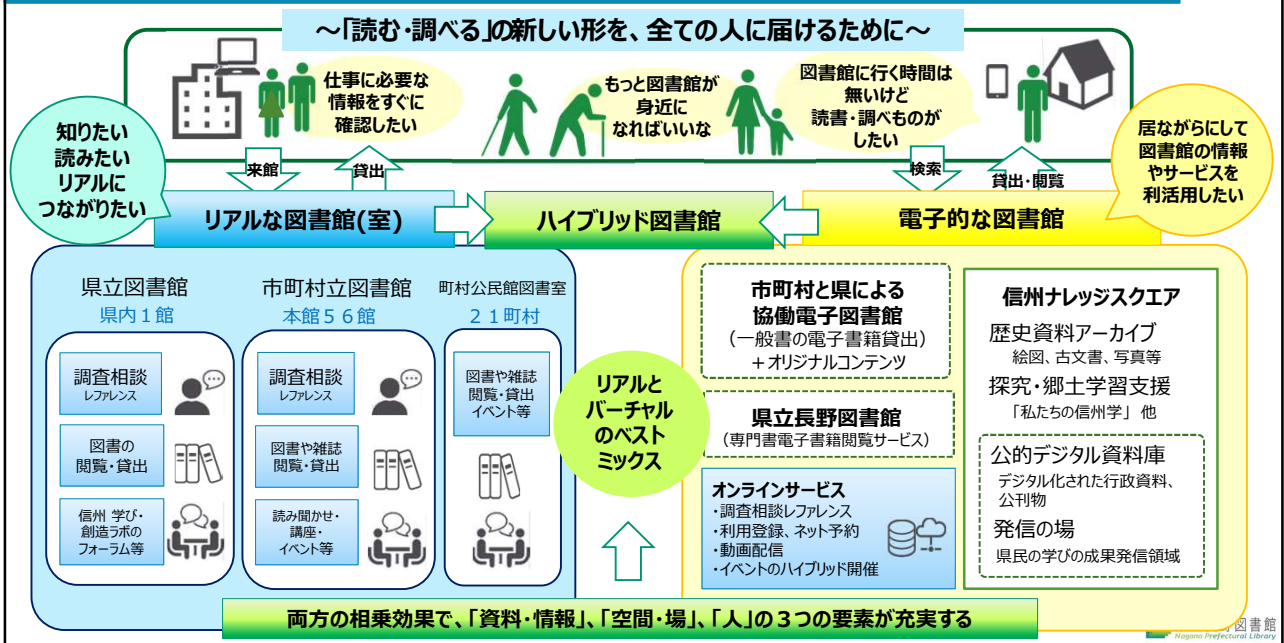 ～「読む・調べる」の新しい形を、全ての人に届けるために～
仕事に必要な
情報をすぐに
確認したい
もっと図書館が
身近に
なればいいな
図書館に行く時間は
無いけど
読書・調べものが
したい
知りたい
読みたい
リアルに
つながりたい
居ながらにして
図書館の情報
やサービスを
利活用したい
来館
貸出
検索
貸出・閲覧
リアルな図書館(室)
ハイブリッド図書館
電子的な図書館
県立図書館
県内１館
調査相談
レファレンス
図書の
閲覧・貸出
信州 学び・
創造ラボの
フォーラム等
市町村立図書館
本館５６館
調査相談
レファレンス
図書や雑誌
閲覧・貸出
読み聞かせ・
講座・
イベント等
町村公民館図書室
２１町村
図書や雑誌
閲覧・貸出
イベント等
リアルと
バーチャル
のベスト
ミックス
市町村と県による
協働電子図書館
（一般書の電子書籍貸出）
＋オリジナルコンテンツ
県立長野図書館
（専門書電子書籍閲覧サービス）
オンラインサービス
・調査相談レファレンス
・利用登録、ネット予約
・動画配信
・イベントのハイブリッド開催
信州ナレッジスクエア
歴史資料アーカイブ
絵図、古文書、写真等
探究・郷土学習支援
「私たちの信州学」 他
公的デジタル資料庫
デジタル化された行政資料、
公刊物
発信の場
県民の学びの成果発信領域
両方の相乗効果で、「資料・情報」、「空間・場」、「人」の３つの要素が充実する
図書館
Nagano Prefectural Library